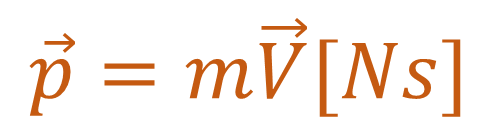 p⃗ = mV⃗[Ns]